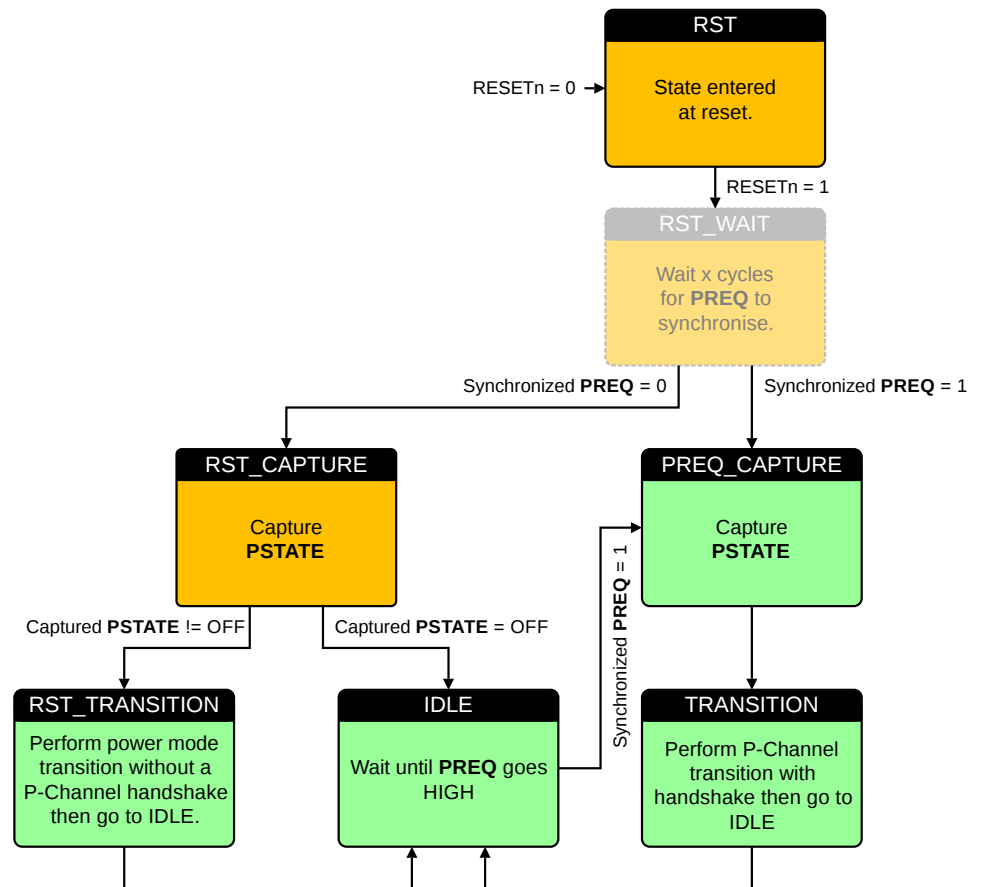 RST
State entered
at reset.
RESETn = 0
RESETn = 1
RST_WAIT
Wait x cycles
for PREQ to
synchronise.
Synchronized PREQ = 0
Synchronized PREQ = 1
RST_CAPTURE
Capture
PSTATE
PREQ_CAPTURE
Capture
PSTATE
Synchronized PREQ = 1
Captured PSTATE != OFF
Captured PSTATE = OFF
RST_TRANSITION
Perform power mode
transition without a
P-Channel handshake
then go to IDLE.
IDLE
Wait until PREQ goes
HIGH
TRANSITION
Perform P-Channel
transition with
handshake then go to
IDLE